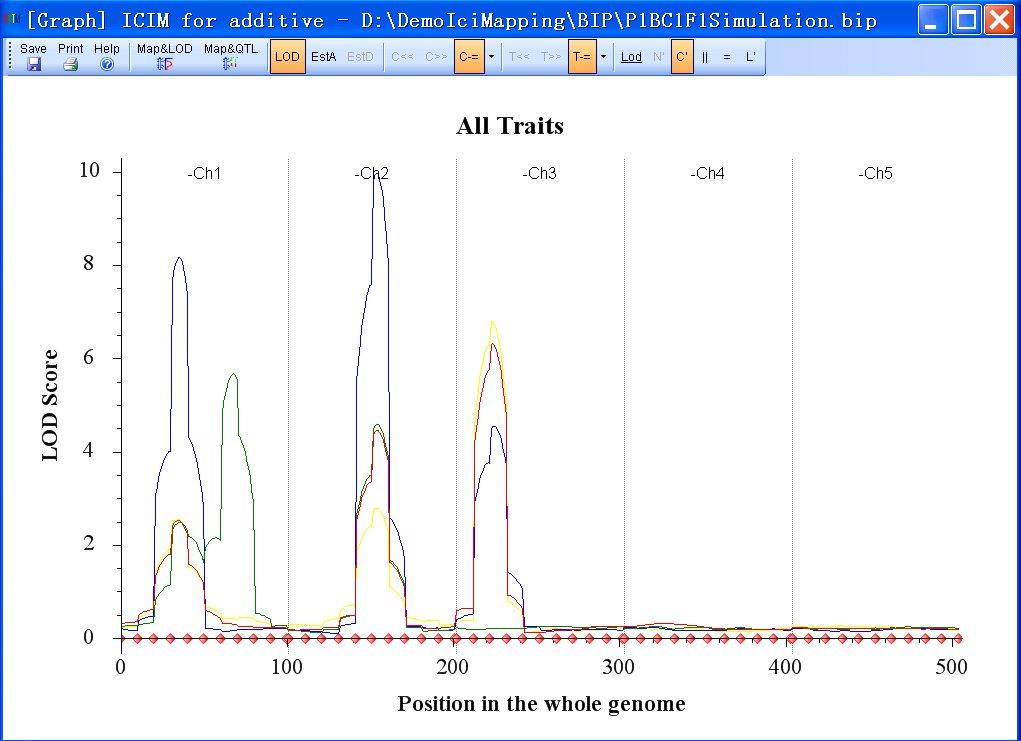 [Graph] ICIM for additive - D:\DemoIciMapping\BIP\P1BC1F1Simulation.bip
Save Print Help Map&LOD Map&QTL LOD EstA EstD C<< C>> C-= T<< T>> T-= Lod N' C' || = L'
All Traits
-Ch1 -Ch2 -Ch3 -Ch4 -Ch5
10
8
6
4
2
0
LOD Score
0 100 200 300 400 500
Position in the whole genome